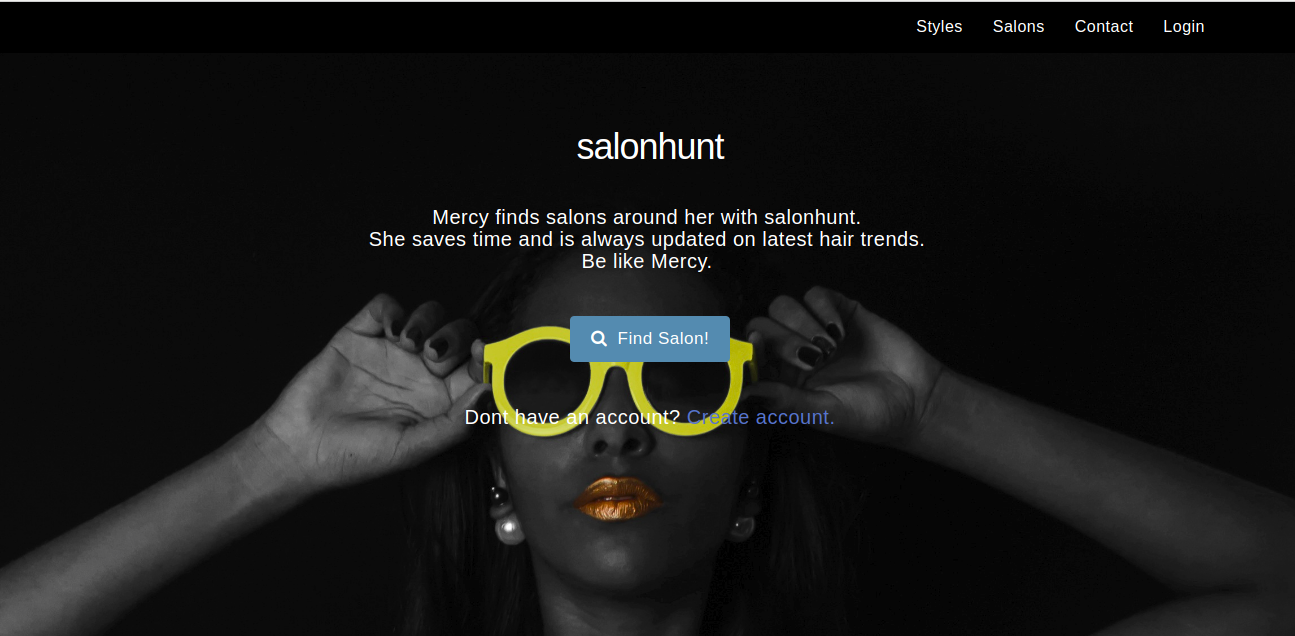 Styles Salons Contact Login
salonhunt
Mercy finds salons around her with salonhunt.
She saves time and is always updated on latest hair trends.
Be like Mercy.
Find Salon!
Dont have an account? Create account.